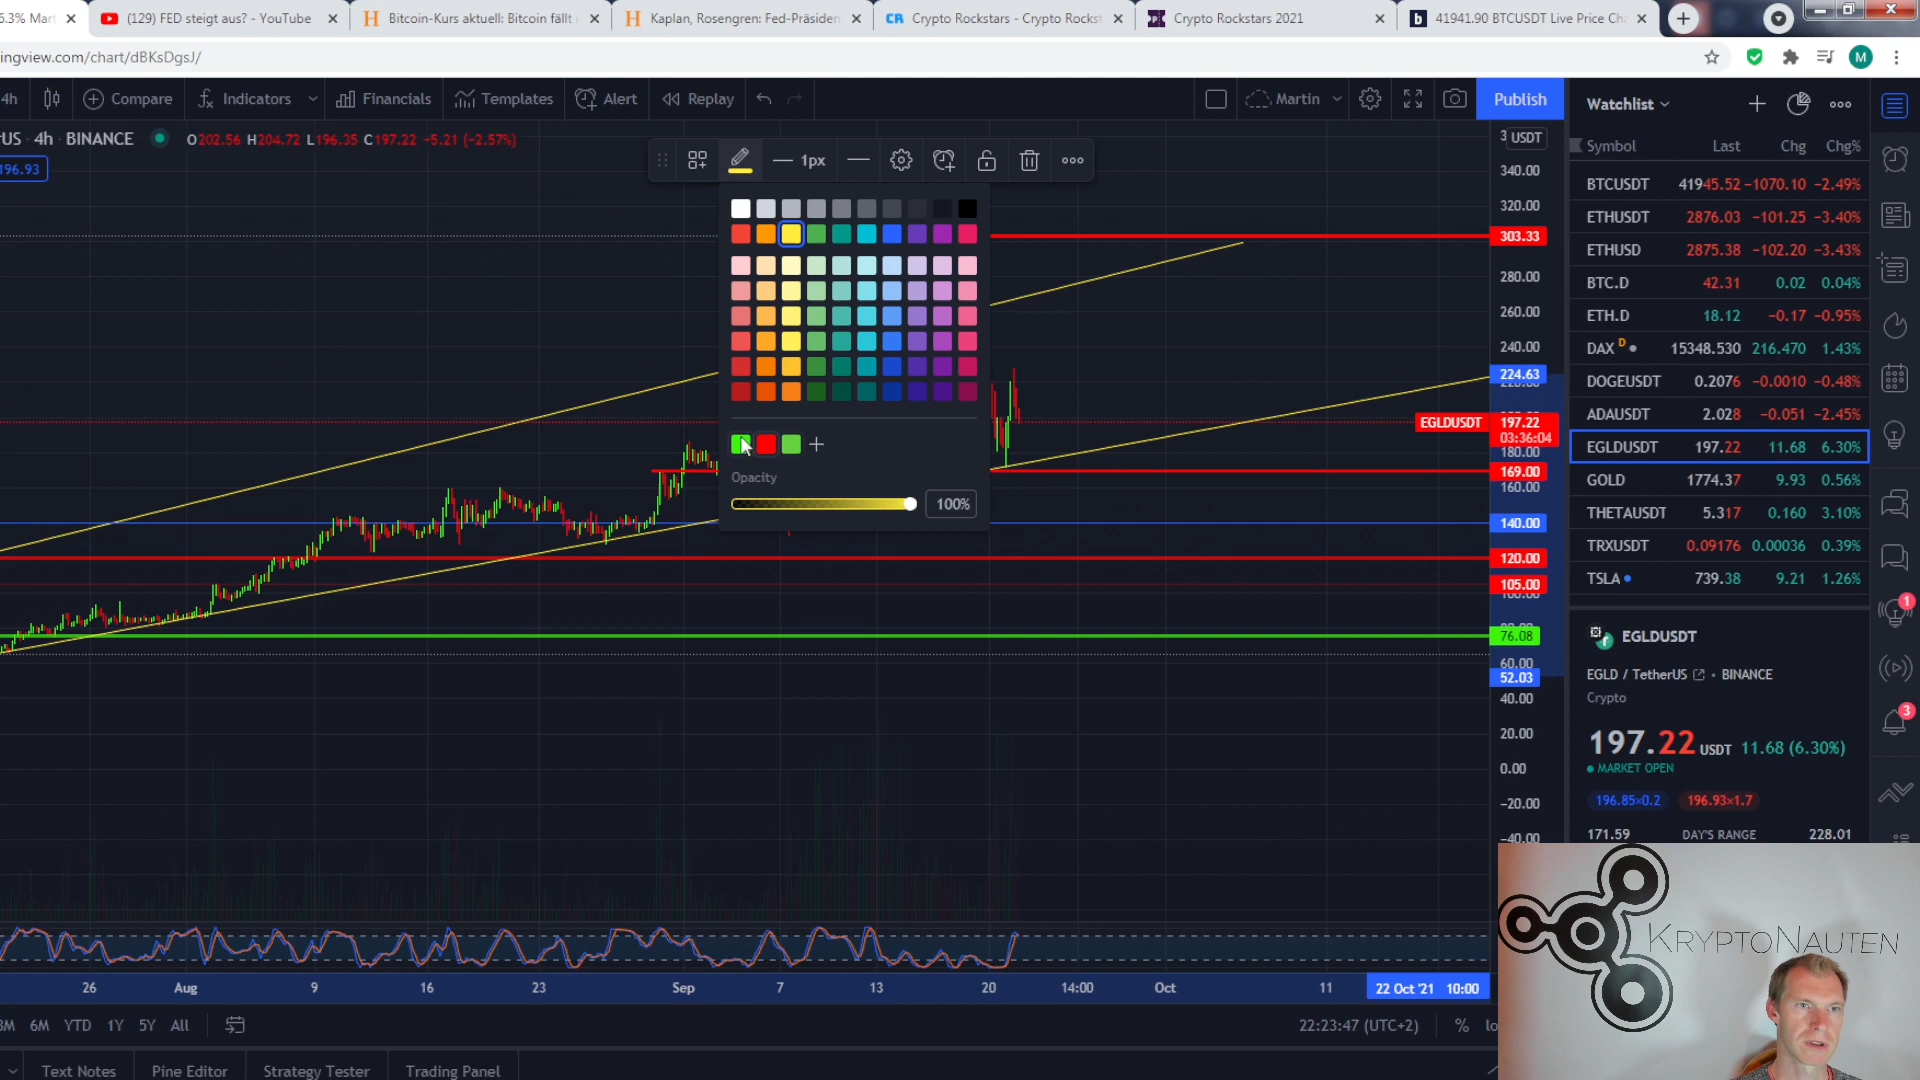 6.3% Mart
(129) FED steigt aus? - YouTube
Bitcoin-Kurs aktuell: Bitcoin fällt
Kaplan, Rosengren: Fed-Präsiden
Crypto Rockstars - Crypto Rockst
Crypto Rockstars 2021
41941.90 BTCUSDT Live Price Ch
ingview.com/chart/dBKsDgsJ/
M
4h Compare Indicators Financials Templates Alert Replay Martin Publish
US · 4h · BINANCE O202.56 H204.72 L196.35 C197.22 -5.21 (-2.57%)
196.93
1px
USDT
340.00
320.00
303.33
280.00
260.00
240.00
224.63
EGLDUSDT 197.22
03:36:04
180.00
169.00
160.00
140.00
120.00
105.00
100.00
76.08
60.00
52.03
40.00
20.00
0.00
-20.00
-40.00
Opacity
100%
26 Aug 9 16 23 Sep 7 13 20 14:00 Oct 11 22 Oct '21 10:00
3M 6M YTD 1Y 5Y All
22:23:47 (UTC+2) % lo
Text Notes Pine Editor Strategy Tester Trading Panel
Watchlist
Symbol Last Chg Chg%
BTCUSDT 41945.52 -1070.10 -2.49%
ETHUSDT 2876.03 -101.25 -3.40%
ETHUSD 2875.38 -102.20 -3.43%
BTC.D 42.31 0.02 0.04%
ETH.D 18.12 -0.17 -0.95%
DAX D 15348.530 216.470 1.43%
DOGEUSDT 0.2076 -0.0010 -0.48%
ADAUSDT 2.028 -0.051 -2.45%
EGLDUSDT 197.22 11.68 6.30%
GOLD 1774.37 9.93 0.56%
THETAUSDT 5.317 0.160 3.10%
TRXUSDT 0.09176 0.00036 0.39%
TSLA 739.38 9.21 1.26%
1
3
EGLDUSDT
EGLD / TetherUS • BINANCE
Crypto
197.22 USDT 11.68 (6.30%)
MARKET OPEN
196.85×0.2 196.93×1.7
171.59 DAY'S RANGE 228.01
KRYPTONAUTEN